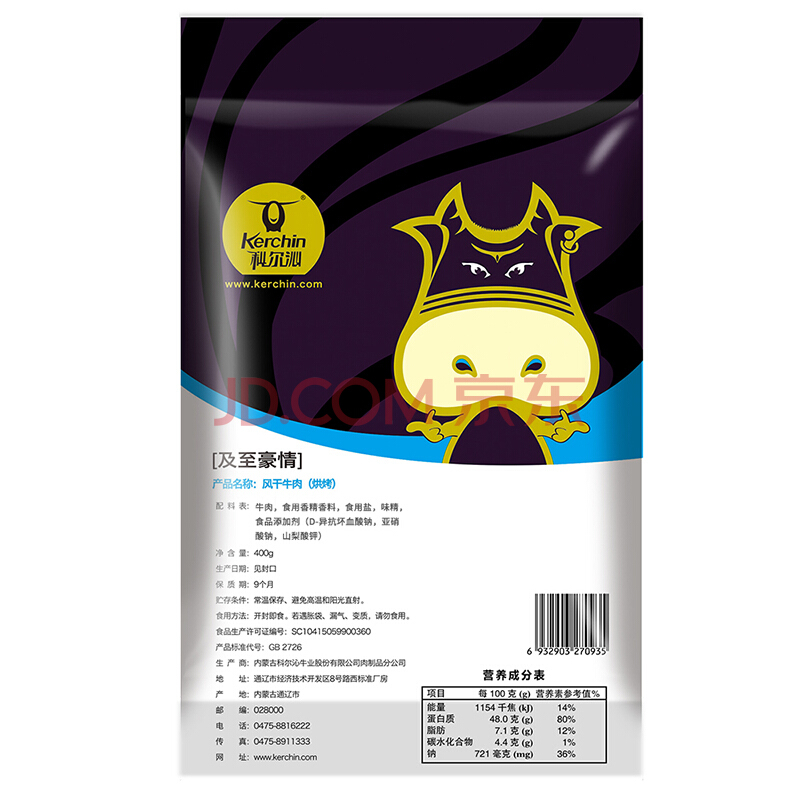 ®
Kerchin
科尔沁
www.kerchin.com
JD.COM 京东
[及至豪情]
产品名称：风干牛肉（烘烤）
配 料 表：牛肉，食用香精香料，食用盐，味精，
食品添加剂（D-异抗坏血酸钠，亚硝
酸钠，山梨酸钾）
净 含 量：400g
生产日期：见封口
保 质 期：9个月
贮存条件：常温保存、避免高温和阳光直射。
食用方法：开封即食。若遇胀袋、漏气、变质，请勿食用。
食品生产许可证编号：SC10415059900360
产品标准代号：GB 2726
生 产 商：内蒙古科尔沁牛业股份有限公司肉制品分公司
地 址：通辽市经济技术开发区8号路西标准厂房
产 地：内蒙古通辽市
邮 编：028000
电 话：0475-8816222
传 真：0475-8911333
网 址：www.kerchin.com
6 932903 270935
营养成分表
项目 每 100 克 (g) 营养素参考值%
能量 1154 千焦 (kJ) 14%
蛋白质 48.0 克 (g) 80%
脂肪 7.1 克 (g) 12%
碳水化合物 4.4 克 (g) 1%
钠 721 毫克 (mg) 36%